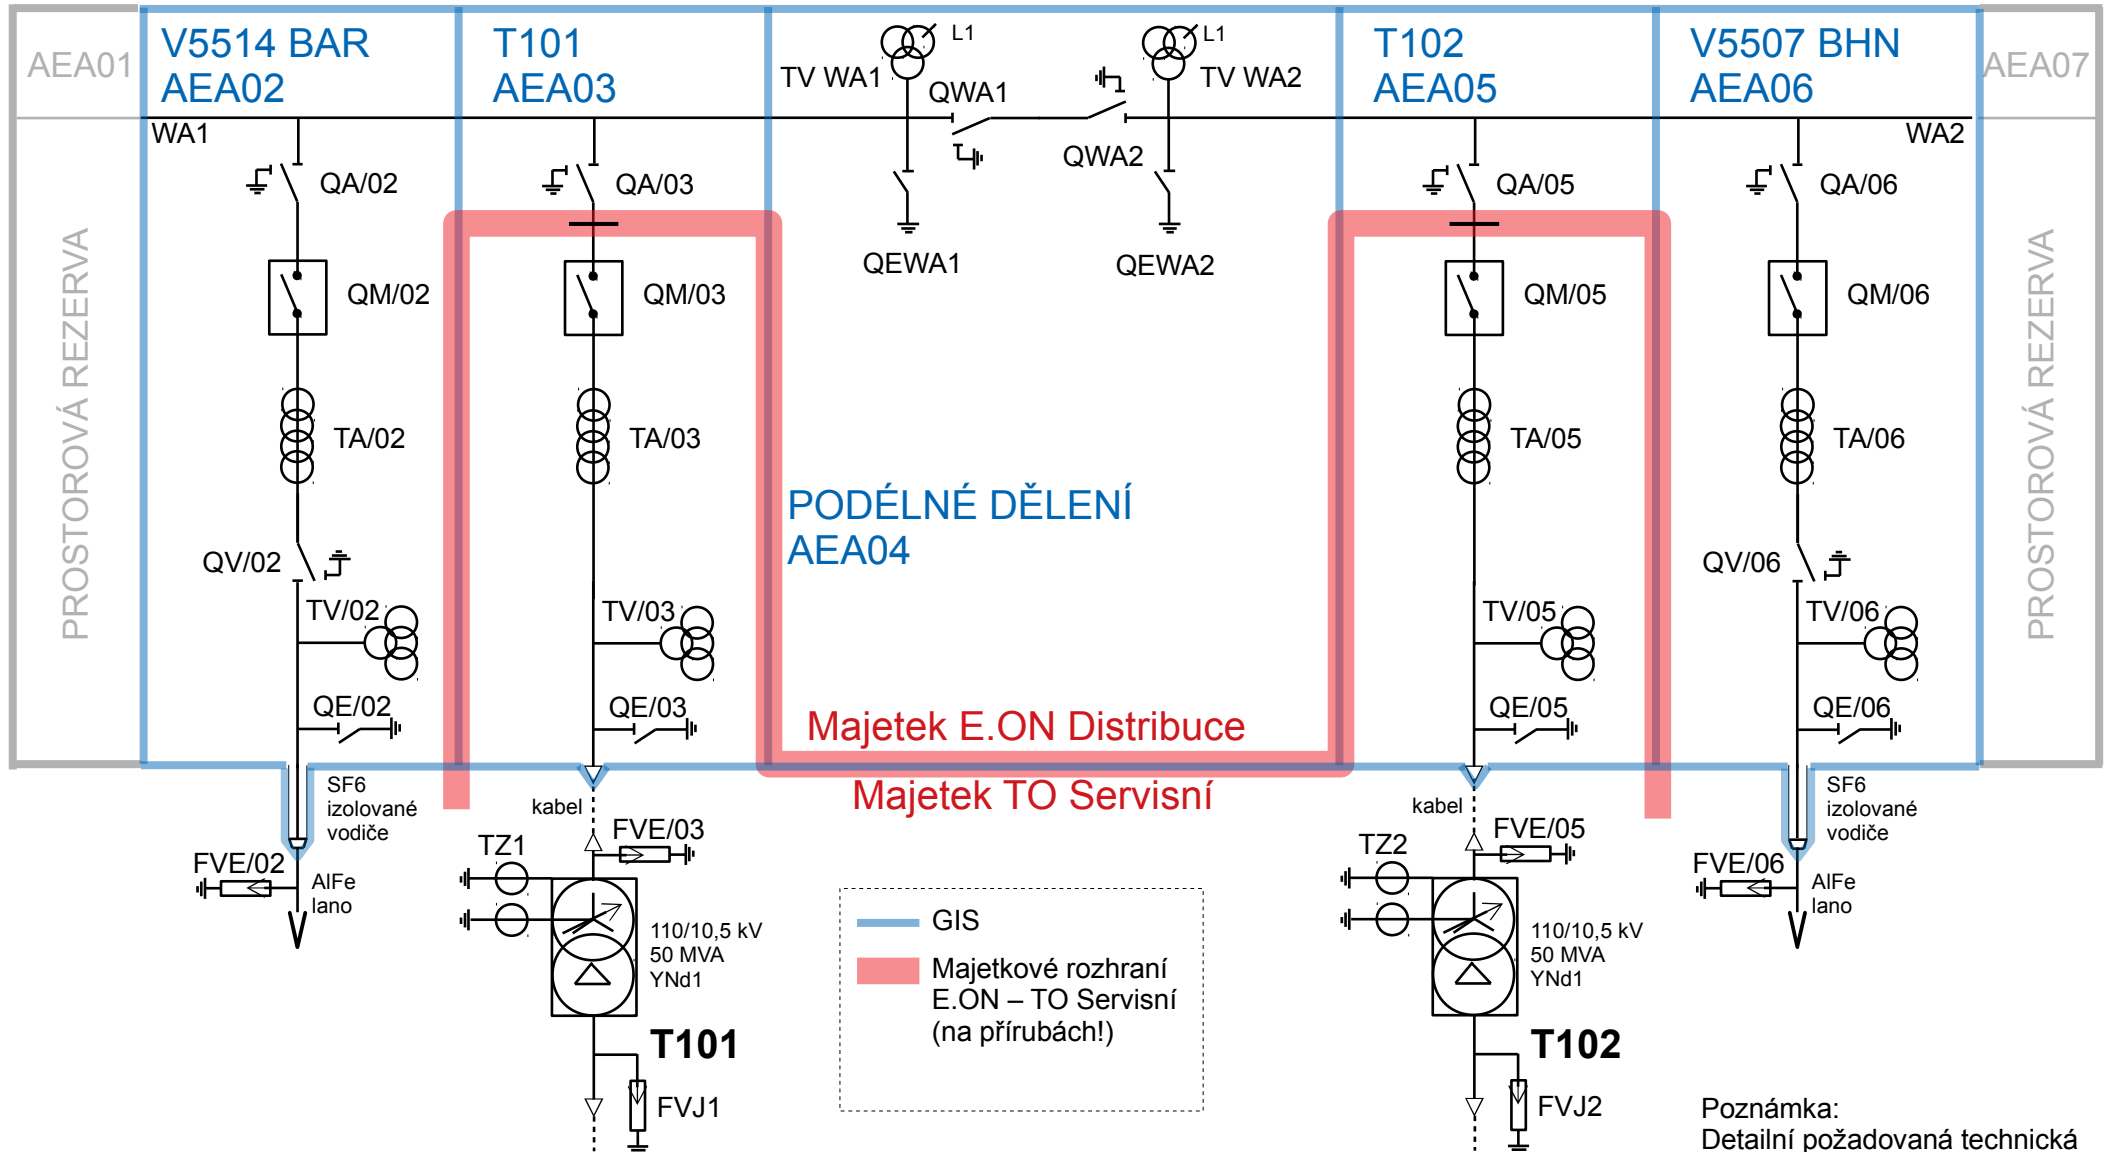 AEA01
V5514 BAR
AEA02
T101
AEA03
L1
TV WA1
QWA1
L1
TV WA2
T102
AEA05
V5507 BHN
AEA06
AEA07
WA1
QWA2
WA2
QA/02
QA/03
QA/05
QA/06
QEWA1
QEWA2
PROSTOROVÁ REZERVA
PROSTOROVÁ REZERVA
QM/02
QM/03
QM/05
QM/06
TA/02
TA/03
TA/05
TA/06
PODÉLNÉ DĚLENÍ
AEA04
QV/02
QV/06
TV/02
TV/03
TV/05
TV/06
QE/02
QE/03
QE/05
QE/06
Majetek E.ON Distribuce
Majetek TO Servisní
SF6
izolované
vodiče
kabel
kabel
SF6
izolované
vodiče
FVE/02
AlFe
lano
TZ1
FVE/03
TZ2
FVE/05
FVE/06
AlFe
lano
110/10,5 kV
50 MVA
YNd1
T101
FVJ1
GIS
Majetkové rozhraní
E.ON – TO Servisní
(na přírubách!)
110/10,5 kV
50 MVA
YNd1
T102
FVJ2
Poznámka:
Detailní požadovaná technická